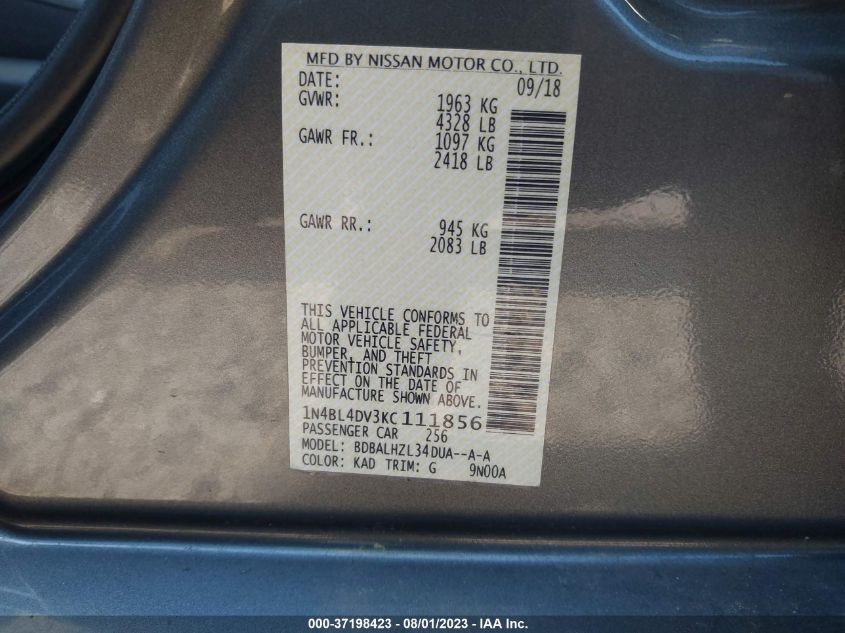 MFD BY NISSAN MOTOR CO., LTD.
DATE: 09/18
GVWR: 1963 KG
4328 LB
GAWR FR.: 1097 KG
2418 LB
GAWR RR.: 945 KG
2083 LB
THIS VEHICLE CONFORMS TO
ALL APPLICABLE FEDERAL
MOTOR VEHICLE SAFETY,
BUMPER, AND THEFT
PREVENTION STANDARDS IN
EFFECT ON THE DATE OF
MANUFACTURE SHOWN ABOVE.
1N4BL4DV3KC111856
PASSENGER CAR 256
MODEL: BDBALHZL34DUA--A-A
COLOR: KAD TRIM: G 9N00A
000-37198423 - 08/01/2023 - IAA Inc.